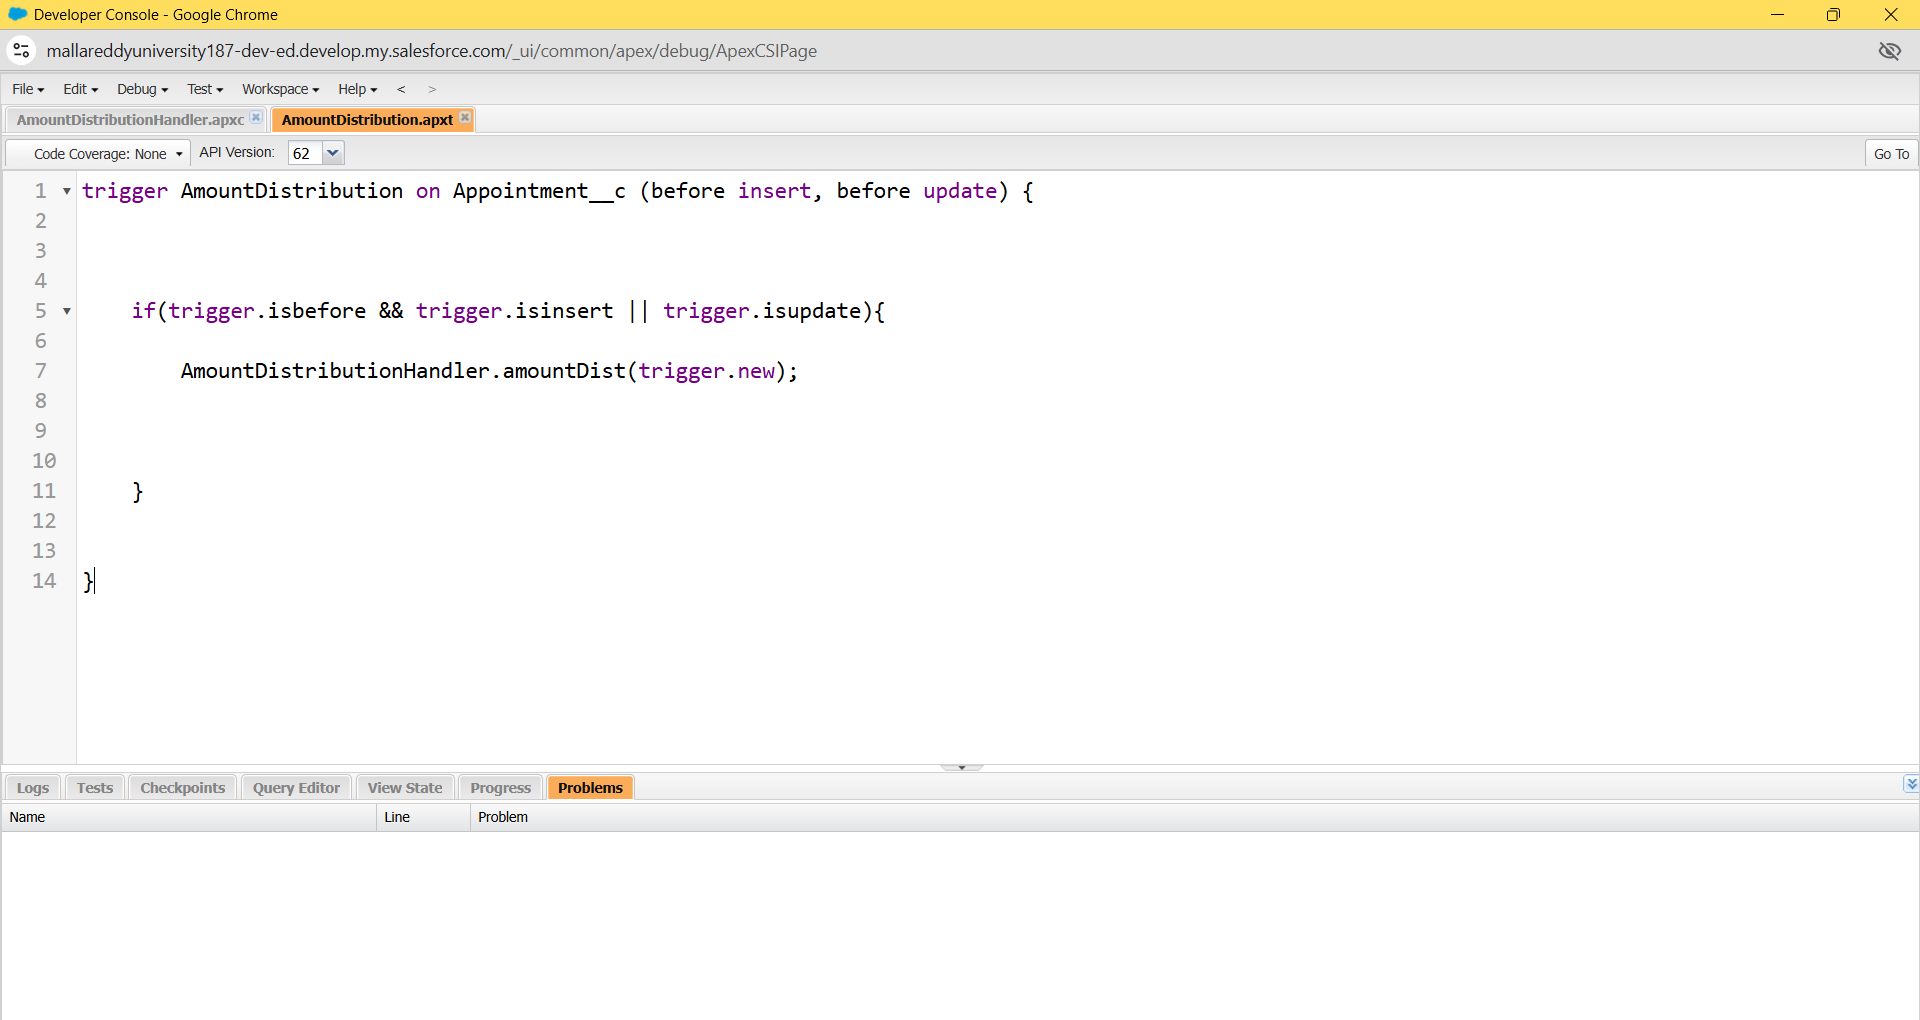 Developer Console - Google Chrome
mallareddyuniversity187-dev-ed.develop.my.salesforce.com/_ui/common/apex/debug/ApexCSIPage
File Edit Debug Test Workspace Help < >
AmountDistributionHandler.apxc AmountDistribution.apxt
Code Coverage: None API Version: 62 Go To
1 trigger AmountDistribution on Appointment__c (before insert, before update) {
2
3
4
5 if(trigger.isbefore && trigger.isinsert || trigger.isupdate){
6
7 AmountDistributionHandler.amountDist(trigger.new);
8
9
10
11 }
12
13
14 }
Logs Tests Checkpoints Query Editor View State Progress Problems
Name Line Problem